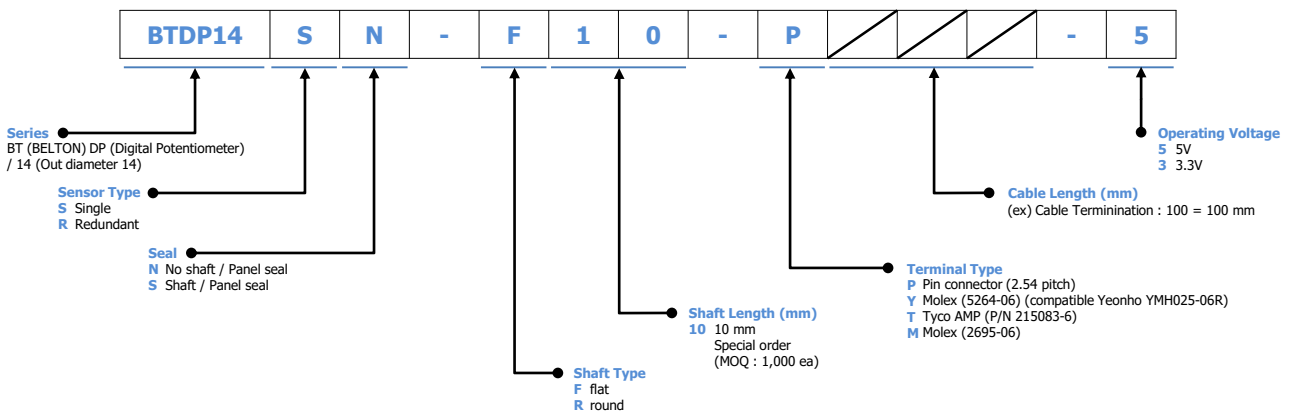 BTDP14 S N - F 1 0 - P - 5
Series
BT (BELTON) DP (Digital Potentiometer)
/ 14 (Out diameter 14)
Sensor Type
S Single
R Redundant
Seal
N No shaft / Panel seal
S Shaft / Panel seal
Shaft Type
F flat
R round
Shaft Length (mm)
10 10 mm
Special order
(MOQ : 1,000 ea)
Terminal Type
P Pin connector (2.54 pitch)
Y Molex (5264-06) (compatible Yeonho YMH025-06R)
T Tyco AMP (P/N 215083-6)
M Molex (2695-06)
Cable Length (mm)
(ex) Cable Terminination : 100 = 100 mm
Operating Voltage
5 5V
3 3.3V